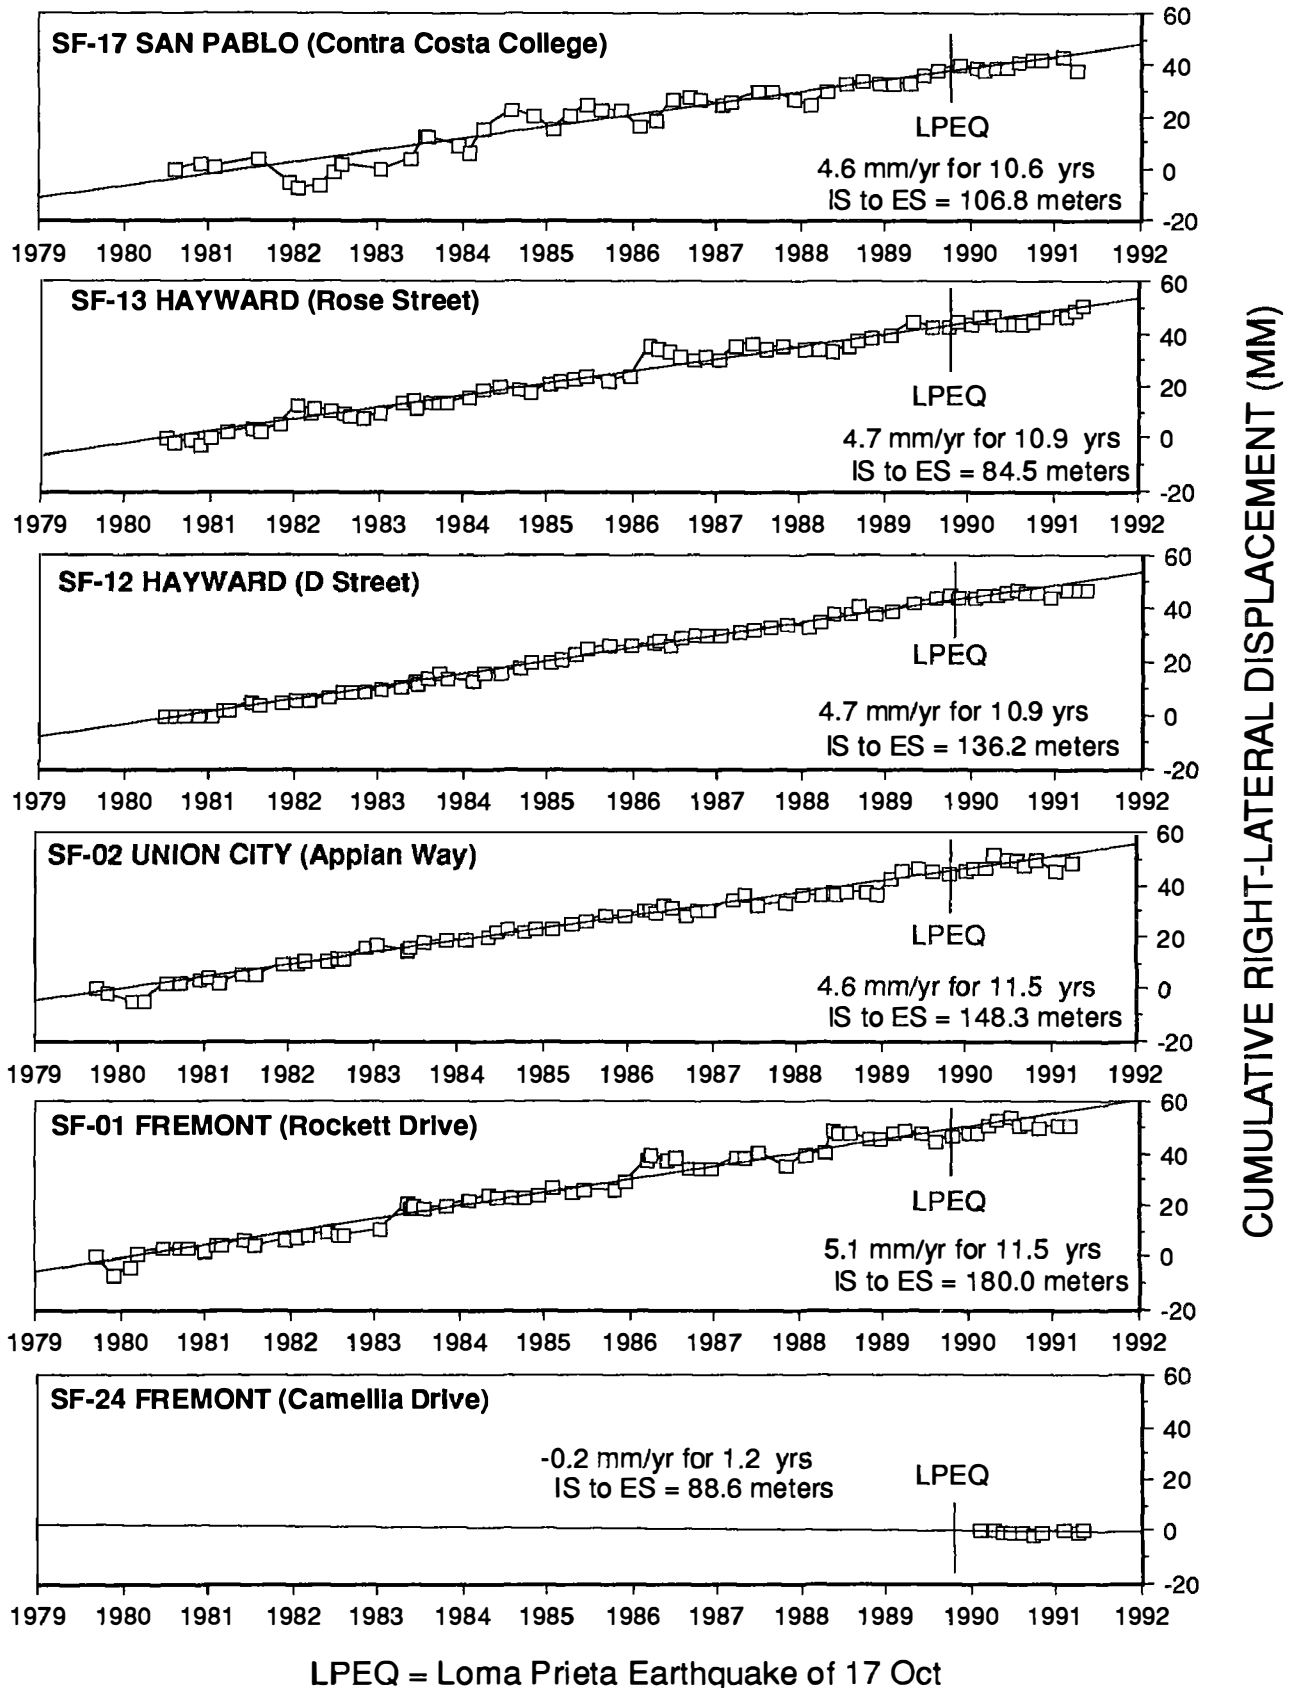 SF-17 SAN PABLO (Contra Costa College)
LPEQ
4.6 mm/yr for 10.6 yrs
IS to ES = 106.8 meters
60
40
20
0
-20
1979 1980 1981 1982 1983 1984 1985 1986 1987 1988 1989 1990 1991 1992
SF-13 HAYWARD (Rose Street)
LPEQ
4.7 mm/yr for 10.9 yrs
IS to ES = 84.5 meters
60
40
20
0
-20
1979 1980 1981 1982 1983 1984 1985 1986 1987 1988 1989 1990 1991 1992
SF-12 HAYWARD (D Street)
LPEQ
4.7 mm/yr for 10.9 yrs
IS to ES = 136.2 meters
60
40
20
0
-20
1979 1980 1981 1982 1983 1984 1985 1986 1987 1988 1989 1990 1991 1992
SF-02 UNION CITY (Appian Way)
LPEQ
4.6 mm/yr for 11.5 yrs
IS to ES = 148.3 meters
60
40
20
0
-20
1979 1980 1981 1982 1983 1984 1985 1986 1987 1988 1989 1990 1991 1992
SF-01 FREMONT (Rockett Drive)
LPEQ
5.1 mm/yr for 11.5 yrs
IS to ES = 180.0 meters
60
40
20
0
-20
1979 1980 1981 1982 1983 1984 1985 1986 1987 1988 1989 1990 1991 1992
SF-24 FREMONT (Camellia Drive)
-0.2 mm/yr for 1.2 yrs
IS to ES = 88.6 meters
LPEQ
60
40
20
0
-20
1979 1980 1981 1982 1983 1984 1985 1986 1987 1988 1989 1990 1991 1992
CUMULATIVE RIGHT-LATERAL DISPLACEMENT (MM)
LPEQ = Loma Prieta Earthquake of 17 Oct